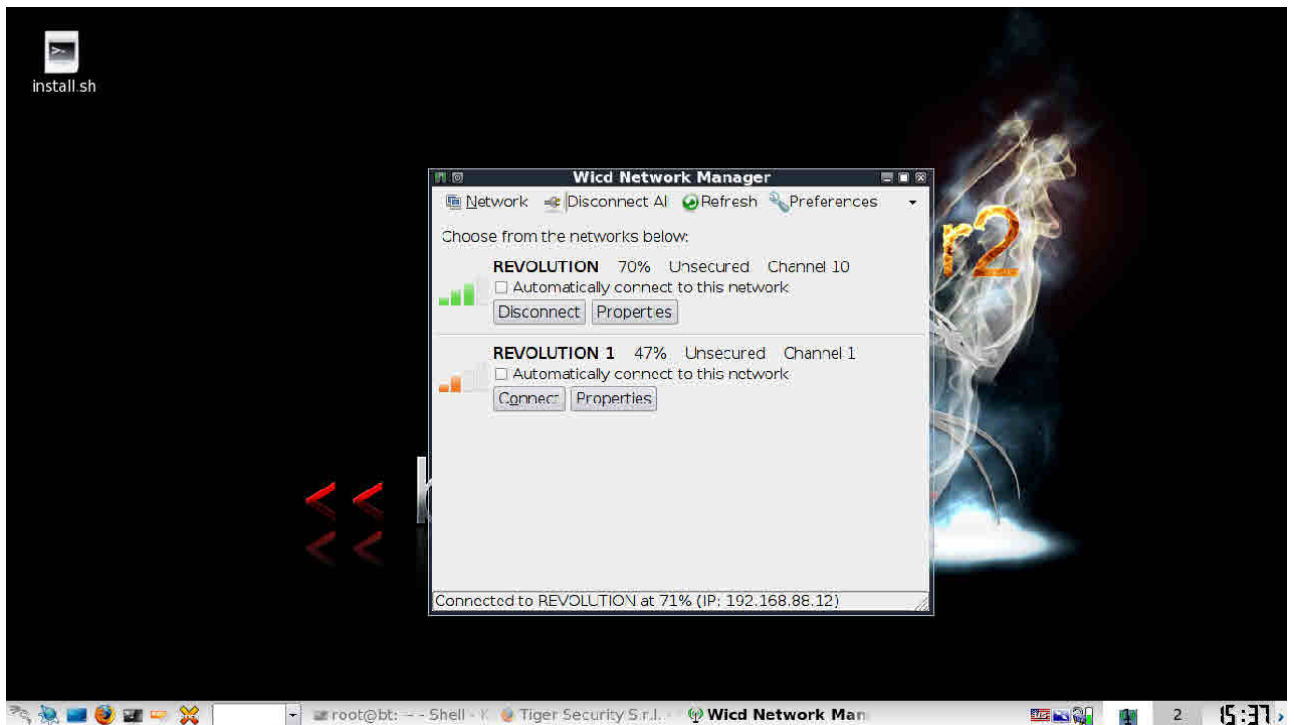 install.sh
Wicd Network Manager
Network Disconnect Al Refresh Preferences
Choose from the networks below:
REVOLUTION 70% Unsecured Channel 10
Automatically connect to this network
Disconnect Properties
REVOLUTION 1 47% Unsecured Channel 1
Automatically connect to this network
Connect Properties
r2
<<
Connected to REVOLUTION at 71% (IP: 192.168.88.12)
root@bt: ~ - Shell - K Tiger Security S.r.l. - Wicd Network Man 2 15:37